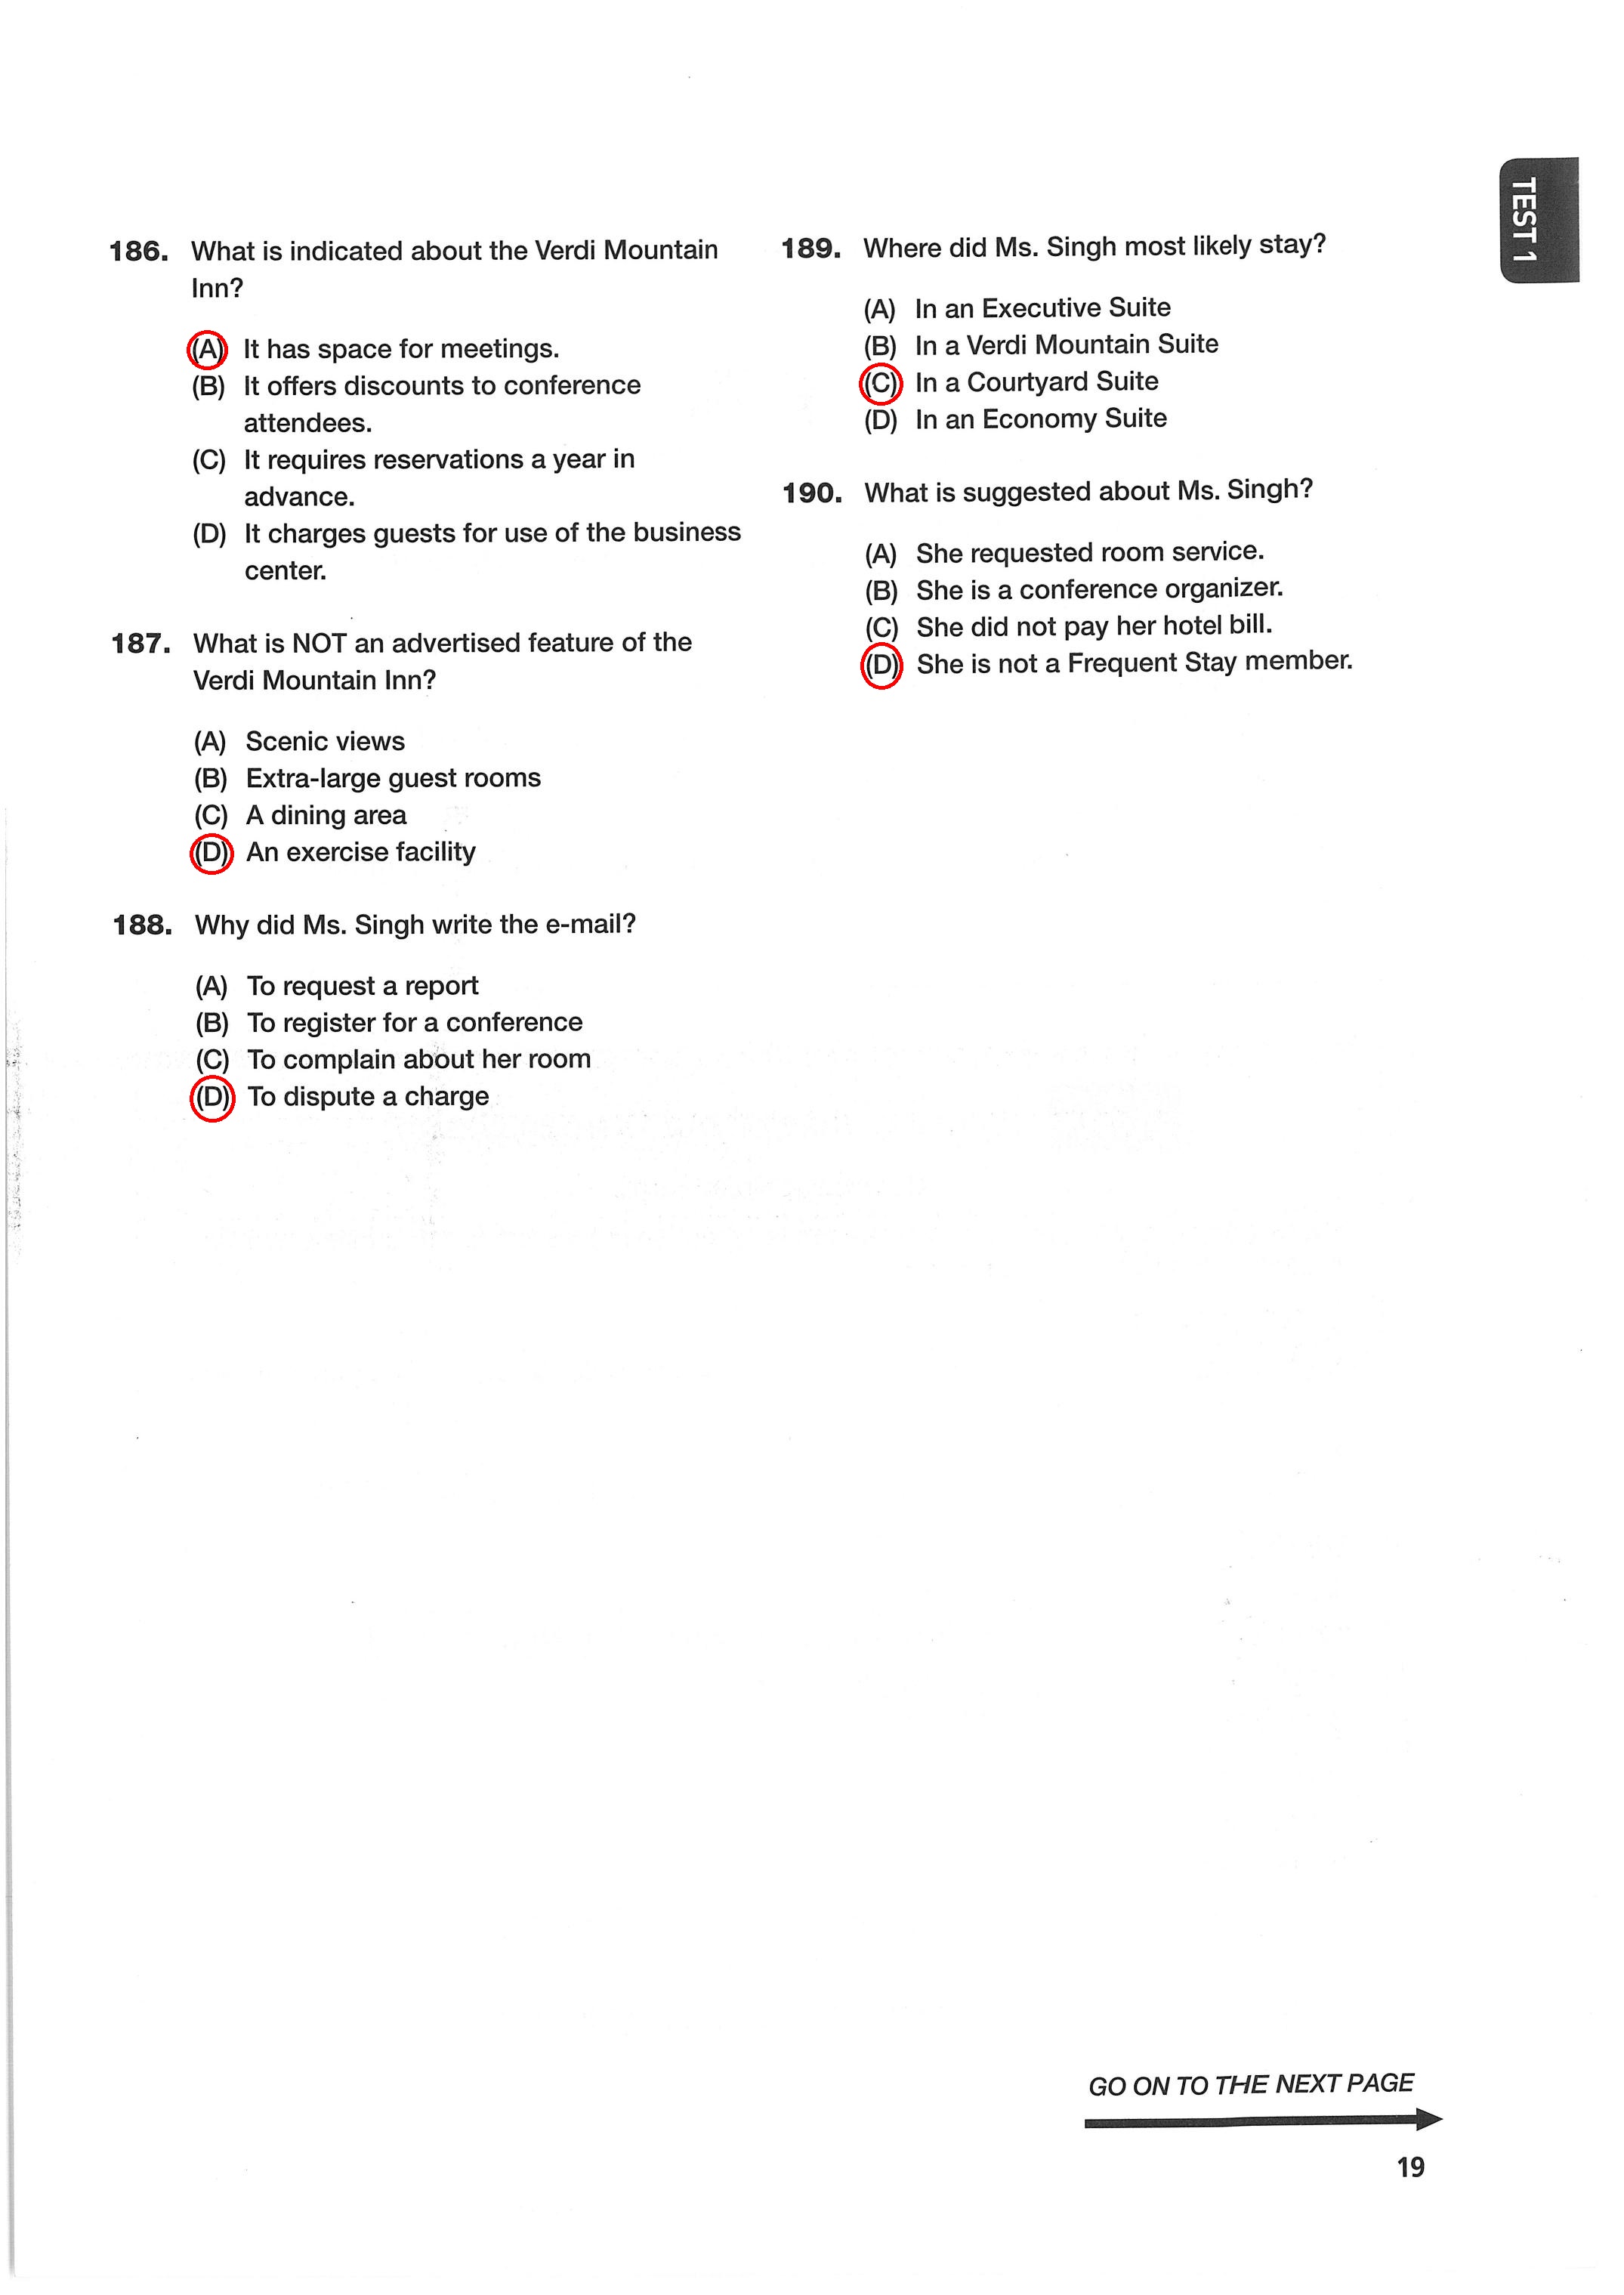 TEST 1
186. What is indicated about the Verdi Mountain
Inn?
(A) It has space for meetings.
(B) It offers discounts to conference
attendees.
(C) It requires reservations a year in
advance.
(D) It charges guests for use of the business
center.
187. What is NOT an advertised feature of the
Verdi Mountain Inn?
(A) Scenic views
(B) Extra-large guest rooms
(C) A dining area
(D) An exercise facility
188. Why did Ms. Singh write the e-mail?
(A) To request a report
(B) To register for a conference
(C) To complain about her room
(D) To dispute a charge
189. Where did Ms. Singh most likely stay?
(A) In an Executive Suite
(B) In a Verdi Mountain Suite
(C) In a Courtyard Suite
(D) In an Economy Suite
190. What is suggested about Ms. Singh?
(A) She requested room service.
(B) She is a conference organizer.
(C) She did not pay her hotel bill.
(D) She is not a Frequent Stay member.
GO ON TO THE NEXT PAGE
19